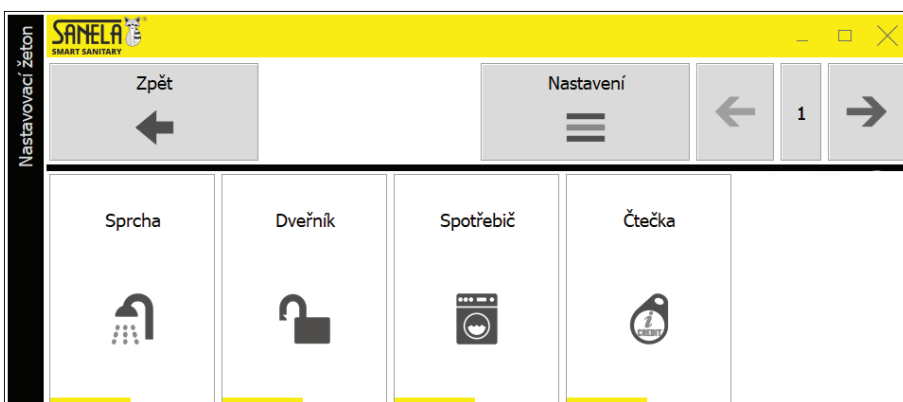 Nastavovací žeton
SANELA
SMART SANITARY
Zpět
Nastavení
1
Sprcha
Dveřník
Spotřebič
Čtečka
i
CREDIT